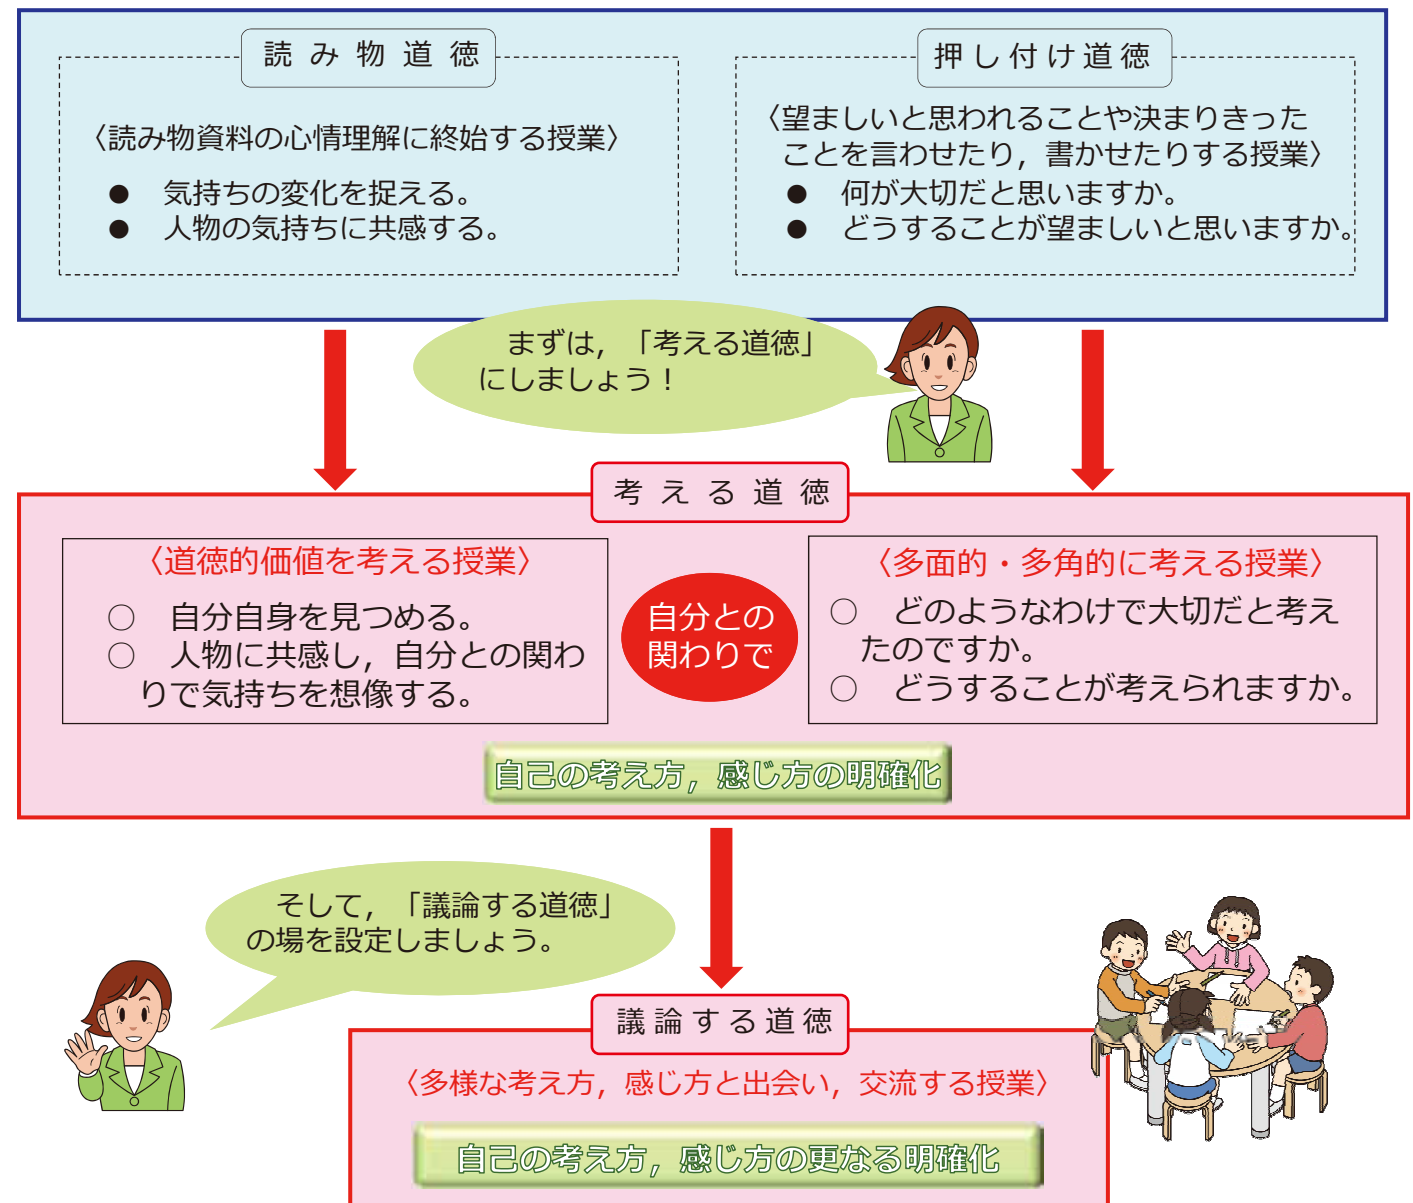 読み物道徳
〈読み物資料の心情理解に終始する授業〉
● 気持ちの変化を捉える。
● 人物の気持ちに共感する。
押し付け道徳
〈望ましいと思われることや決まりきった
ことを言わせたり，書かせたりする授業〉
● 何が大切だと思いますか。
● どうすることが望ましいと思いますか。
まずは，「考える道徳」
にしましょう！
考える道徳
〈道徳的価値を考える授業〉
○ 自分自身を見つめる。
○ 人物に共感し，自分との関わ
りで気持ちを想像する。
自分との
関わりで
〈多面的・多角的に考える授業〉
○ どのようなわけで大切だと考え
たのですか。
○ どうすることが考えられますか。
自己の考え方，感じ方の明確化
そして，「議論する道徳」
の場を設定しましょう。
議論する道徳
〈多様な考え方，感じ方と出会い，交流する授業〉
自己の考え方，感じ方の更なる明確化